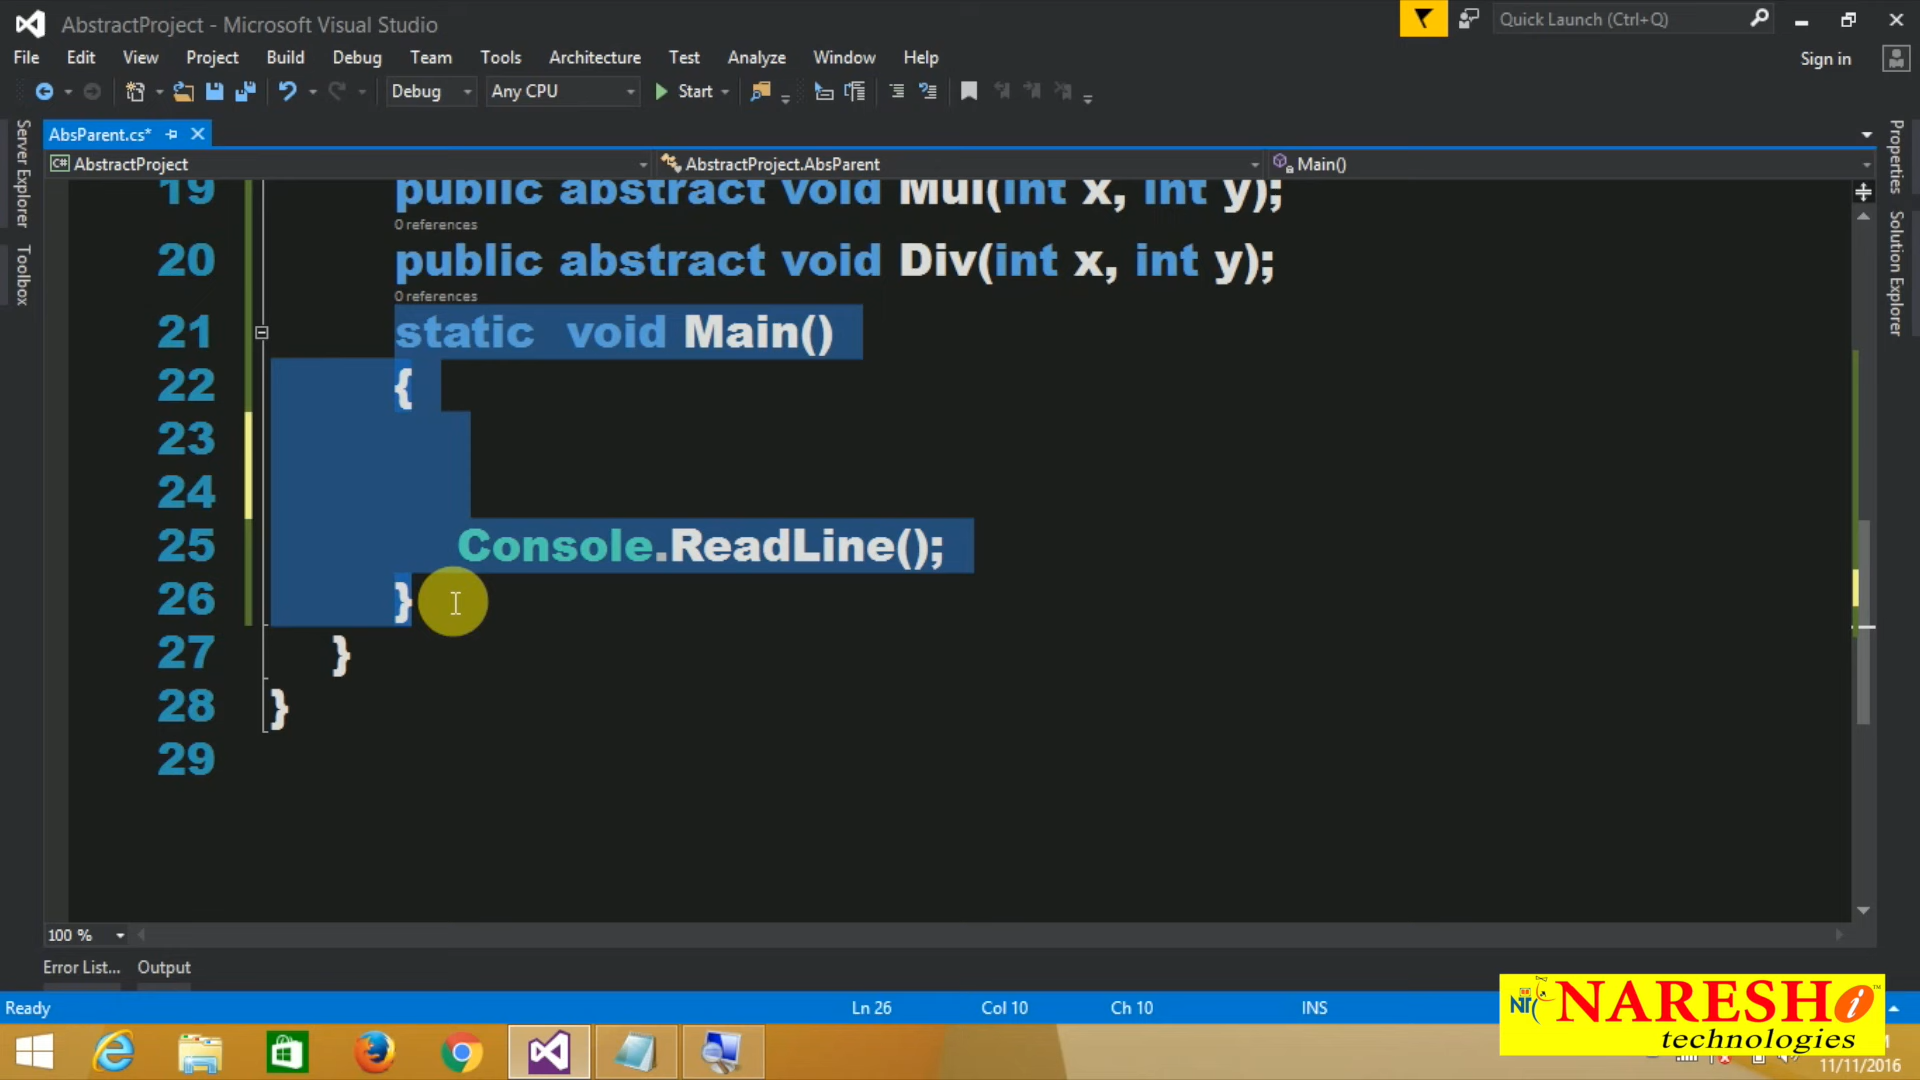 AbstractProject - Microsoft Visual Studio
Quick Launch (Ctrl+Q)
File Edit View Project Build Debug Team Tools Architecture Test Analyze Window Help
Sign in
Debug Any CPU Start
Server Explorer
Toolbox
Properties
Solution Explorer
AbsParent.cs*
C# AbstractProject
AbstractProject.AbsParent
Main()
19 public abstract void Mul(int x, int y);
0 references
20 public abstract void Div(int x, int y);
0 references
21 static void Main()
22 {
23
24
25 Console.ReadLine();
26 }
27 }
28 }
29
100 %
Error List... Output
Ready
Ln 26 Col 10 Ch 10 INS
NARESH i
technologies
11/11/2016